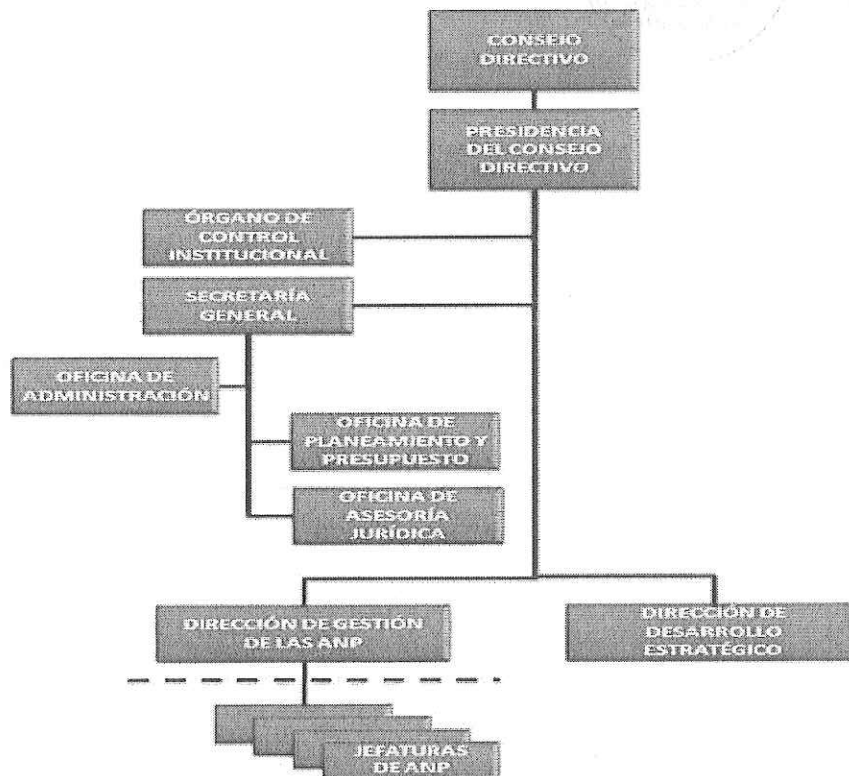 CONSEJO
DIRECTIVO
PRESIDENCIA
DEL CONSEJO
DIRECTIVO
ÓRGANO DE
CONTROL
INSTITUCIONAL
SECRETARÍA
GENERAL
OFICINA DE
ADMINISTRACIÓN
OFICINA DE
PLANEAMIENTO Y
PRESUPUESTO
OFICINA DE
ASESORÍA
JURÍDICA
DIRECCIÓN DE GESTIÓN
DE LAS ANP
DIRECCIÓN DE
DESARROLLO
ESTRATÉGICO
JEFATURAS
DE ANP